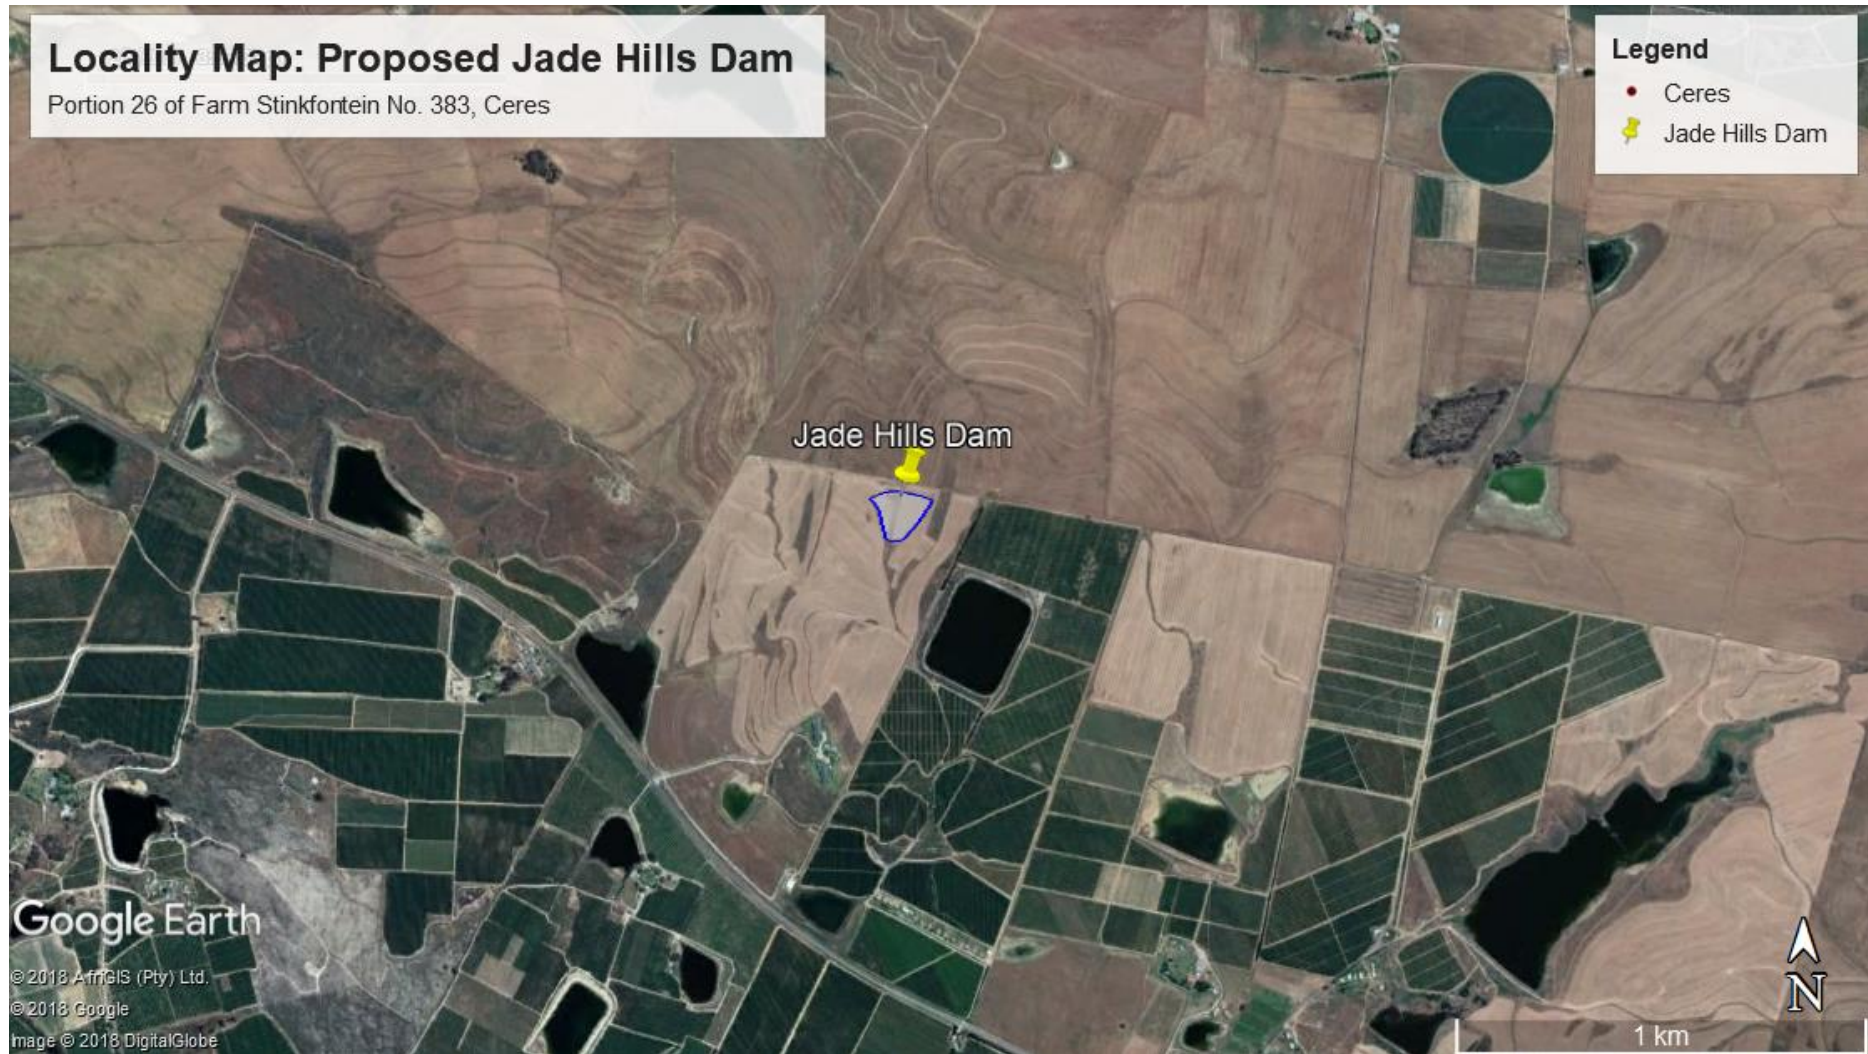 Locality Map: Proposed Jade Hills Dam
Portion 26 of Farm Stinkfontein No. 383, Ceres
Legend
Ceres
Jade Hills Dam
Jade Hills Dam
Google Earth
© 2018 AfriGIS (Pty) Ltd.
© 2018 Google
Image © 2018 DigitalGlobe
N
1 km